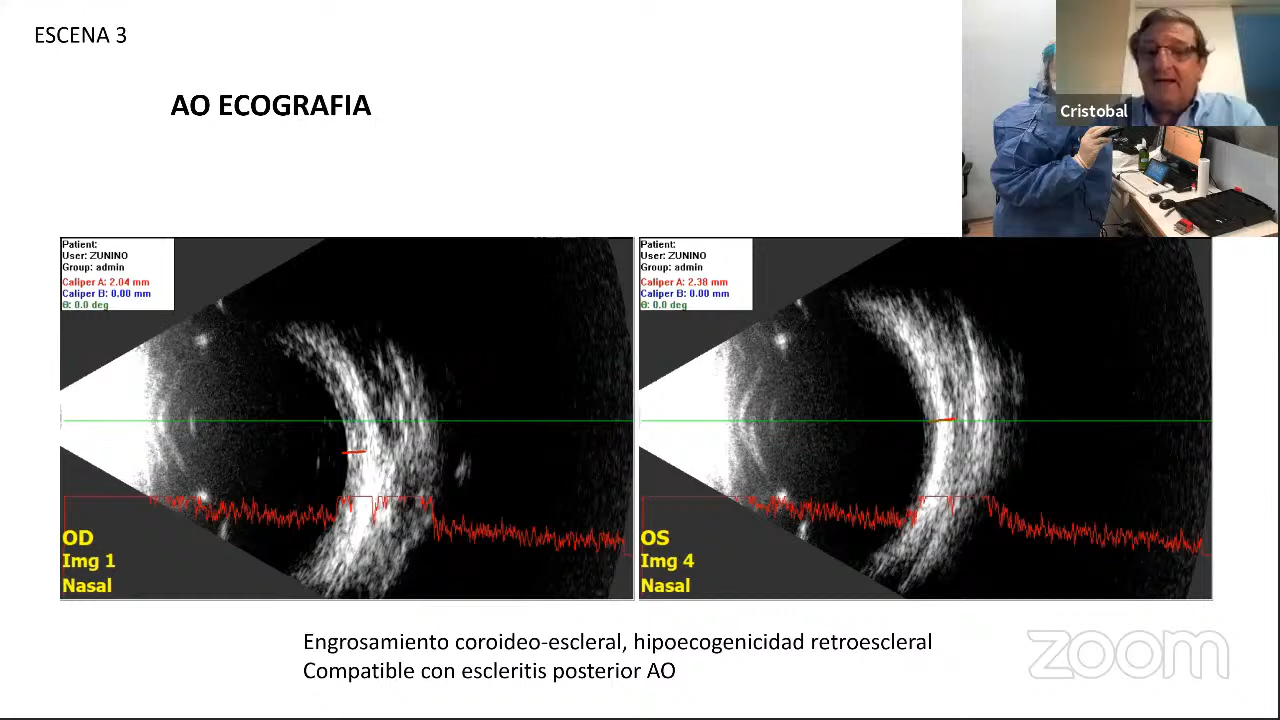 ESCENA 3
AO ECOGRAFIA
Cristobal
Patient:
User: ZUNINO
Group: admin
Caliper A: 2.04 mm
Caliper B: 0.00 mm
θ: 0.0 deg
OD
Img 1
Nasal
Patient:
User: ZUNINO
Group: admin
Caliper A: 2.38 mm
Caliper B: 0.00 mm
θ: 0.0 deg
OS
Img 4
Nasal
Engrosamiento coroideo-escleral, hipoecogenicidad retroescleral
Compatible con escleritis posterior AO
zoom